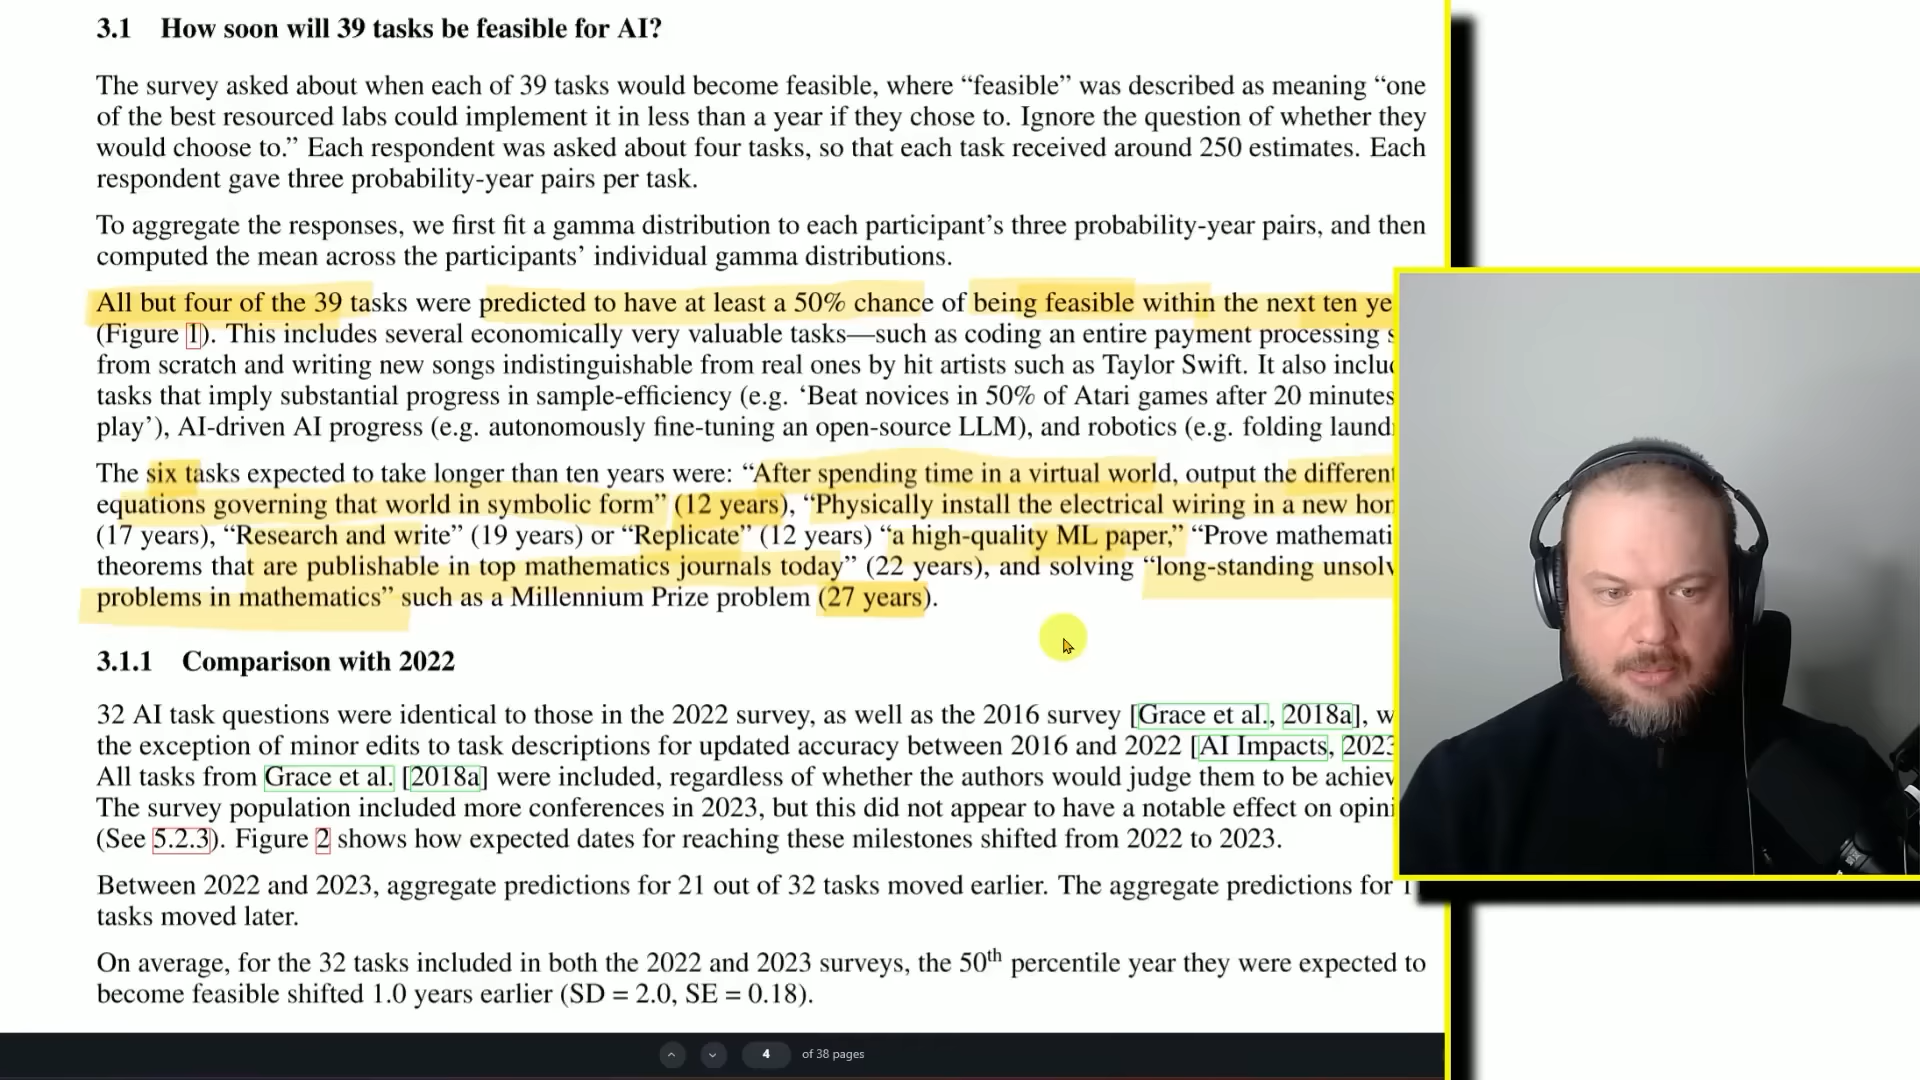 3.1 How soon will 39 tasks be feasible for AI?
The survey asked about when each of 39 tasks would become feasible, where “feasible” was described as meaning “one
of the best resourced labs could implement it in less than a year if they chose to. Ignore the question of whether they
would choose to.” Each respondent was asked about four tasks, so that each task received around 250 estimates. Each
respondent gave three probability-year pairs per task.
To aggregate the responses, we first fit a gamma distribution to each participant’s three probability-year pairs, and then
computed the mean across the participants’ individual gamma distributions.
All but four of the 39 tasks were predicted to have at least a 50% chance of being feasible within the next ten ye
(Figure 1). This includes several economically very valuable tasks—such as coding an entire payment processing s
from scratch and writing new songs indistinguishable from real ones by hit artists such as Taylor Swift. It also includ
tasks that imply substantial progress in sample-efficiency (e.g. ‘Beat novices in 50% of Atari games after 20 minutes
play’), AI-driven AI progress (e.g. autonomously fine-tuning an open-source LLM), and robotics (e.g. folding laund
The six tasks expected to take longer than ten years were: “After spending time in a virtual world, output the different
equations governing that world in symbolic form” (12 years), “Physically install the electrical wiring in a new hom
(17 years), “Research and write” (19 years) or “Replicate” (12 years) “a high-quality ML paper,” “Prove mathemati
theorems that are publishable in top mathematics journals today” (22 years), and solving “long-standing unsolv
problems in mathematics” such as a Millennium Prize problem (27 years).
3.1.1 Comparison with 2022
32 AI task questions were identical to those in the 2022 survey, as well as the 2016 survey [Grace et al., 2018a], w
the exception of minor edits to task descriptions for updated accuracy between 2016 and 2022 [AI Impacts, 2023
All tasks from Grace et al. [2018a] were included, regardless of whether the authors would judge them to be achiev
The survey population included more conferences in 2023, but this did not appear to have a notable effect on opini
(See 5.2.3). Figure 2 shows how expected dates for reaching these milestones shifted from 2022 to 2023.
Between 2022 and 2023, aggregate predictions for 21 out of 32 tasks moved earlier. The aggregate predictions for 1
tasks moved later.
On average, for the 32 tasks included in both the 2022 and 2023 surveys, the 50th percentile year they were expected to
become feasible shifted 1.0 years earlier (SD = 2.0, SE = 0.18).
4 of 38 pages